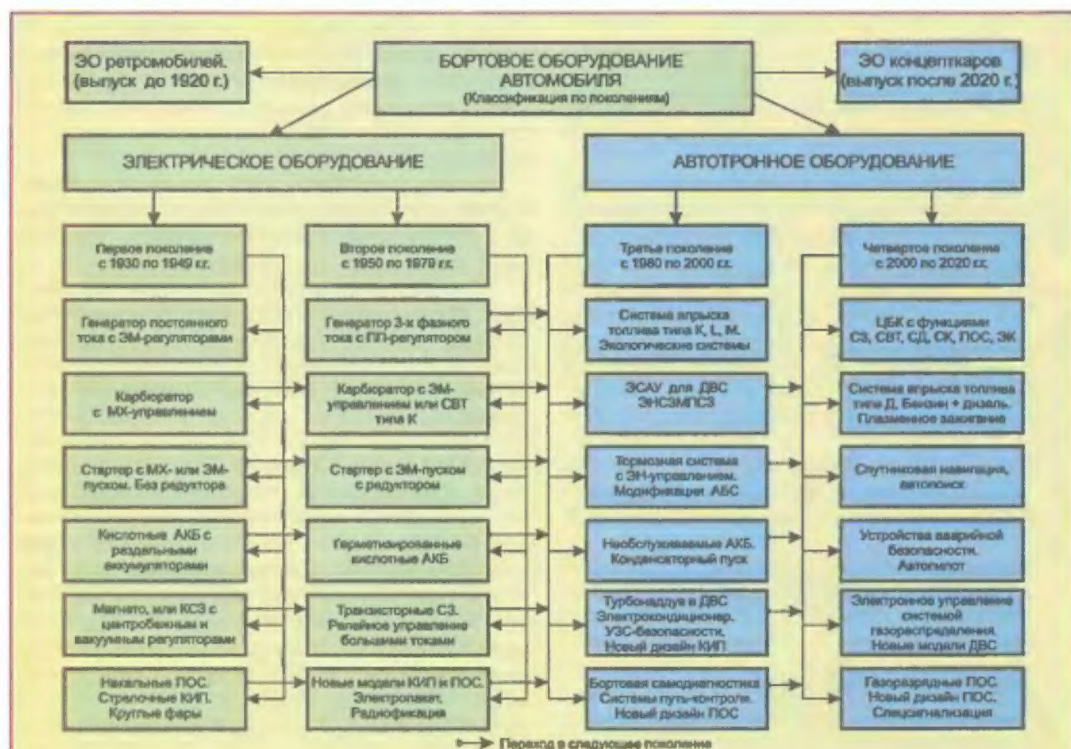 ЭО ретромобилей.
(выпуск до 1920 г.)
БОРТОВОЕ ОБОРУДОВАНИЕ
АВТОМОБИЛЯ
(Классификация по поколениям)
ЭО концепткаров
(выпуск после 2020 г.)
ЭЛЕКТРИЧЕСКОЕ ОБОРУДОВАНИЕ
АВТОТРОННОЕ ОБОРУДОВАНИЕ
Первое поколение
с 1930 по 1949 г.г.
Второе поколение
с 1950 по 1979 г.г.
Третье поколение
с 1980 по 2000 г.г.
Четвертое поколение
с 2000 по 2020 г.г.
Генератор постоянного
тока с ЭМ-регуляторами
Генератор 3-х фазного
тока с ПП-регулятором
Система впрыска
топлива типа K, L, M.
Экологические системы
ЦБК с функциями
СЗ, СВТ, СД, СК, ПОС, ЭК
Карбюратор
с МХ-управлением
Карбюратор с ЭМ-
управлением или СВТ
типа К
ЭСАУ для ДВС
ЭНСЗМПСЗ
Система впрыска топлива
типа Д. Бензин + дизель.
Плазменное зажигание
Стартер с МХ- или ЭМ-
пуском. Без редуктора
Стартер с ЭМ-пуском
с редуктором
Тормозная система
с ЭН-управлением.
Модификации АБС
Спутниковая навигация,
автопоиск
Кислотные АКБ с
раздельными
аккумуляторами
Герметизированные
кислотные АКБ
Необслуживаемые АКБ.
Конденсаторный пуск
Устройства аварийной
безопасности.
Автопилот
Магнето, или КСЗ с
центробежным и
вакуумным регуляторами
Транзисторные СЗ.
Релейное управление
большими токами
Турбонаддув в ДВС
Электрокондиционер.
УЗС-безопасности.
Новый дизайн КИП
Электронное управление
системой
газораспределения.
Новые модели ДВС
Накальные ПОС.
Стрелочные КИП.
Круглые фары
Новые модели КИП и ПОС.
Электропакет.
Радиофикация
Бортовая самодиагностика
Системы путь-контроля.
Новый дизайн ПОС
Газоразрядные ПОС.
Новый дизайн ПОС.
Спецсигнализация
Переход в следующее поколение